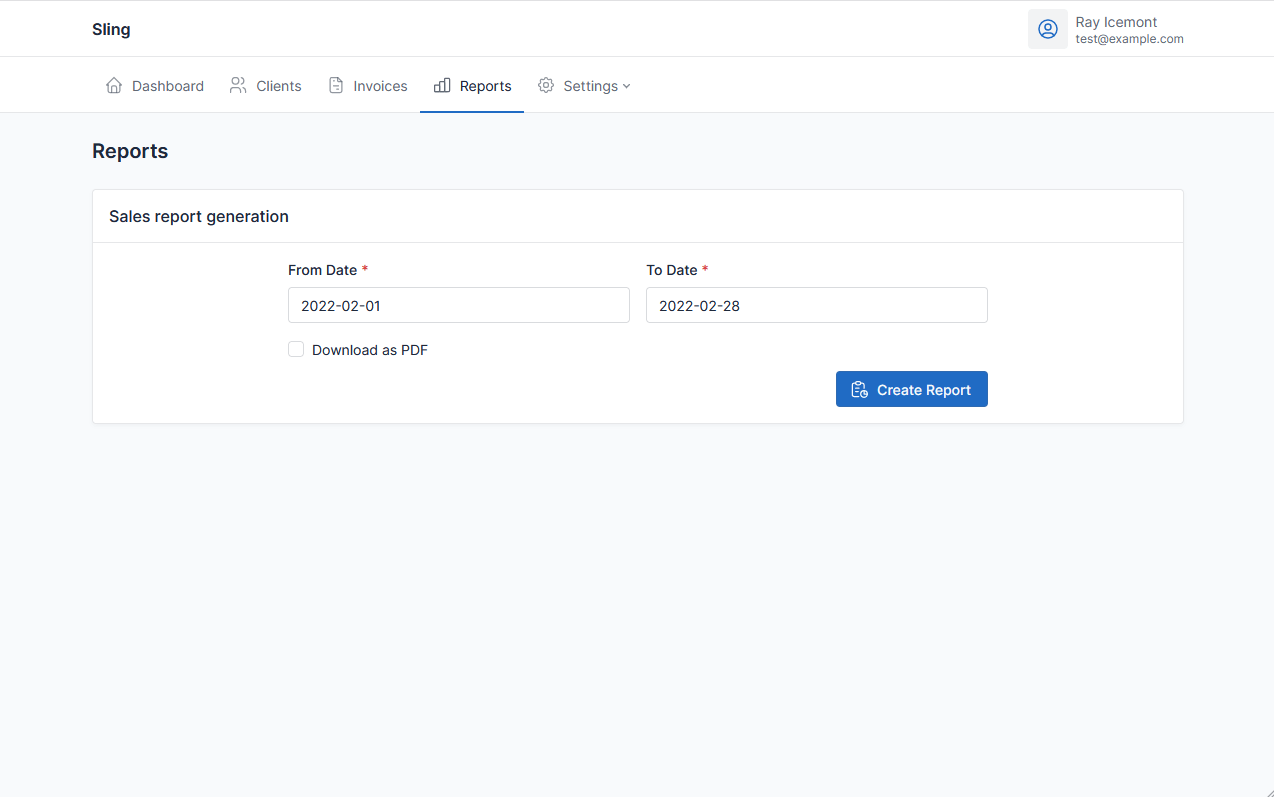 Sling
Ray Icemont
test@example.com
Dashboard Clients Invoices Reports Settings
Reports
Sales report generation
From Date * To Date *
2022-02-01 2022-02-28
Download as PDF
Create Report